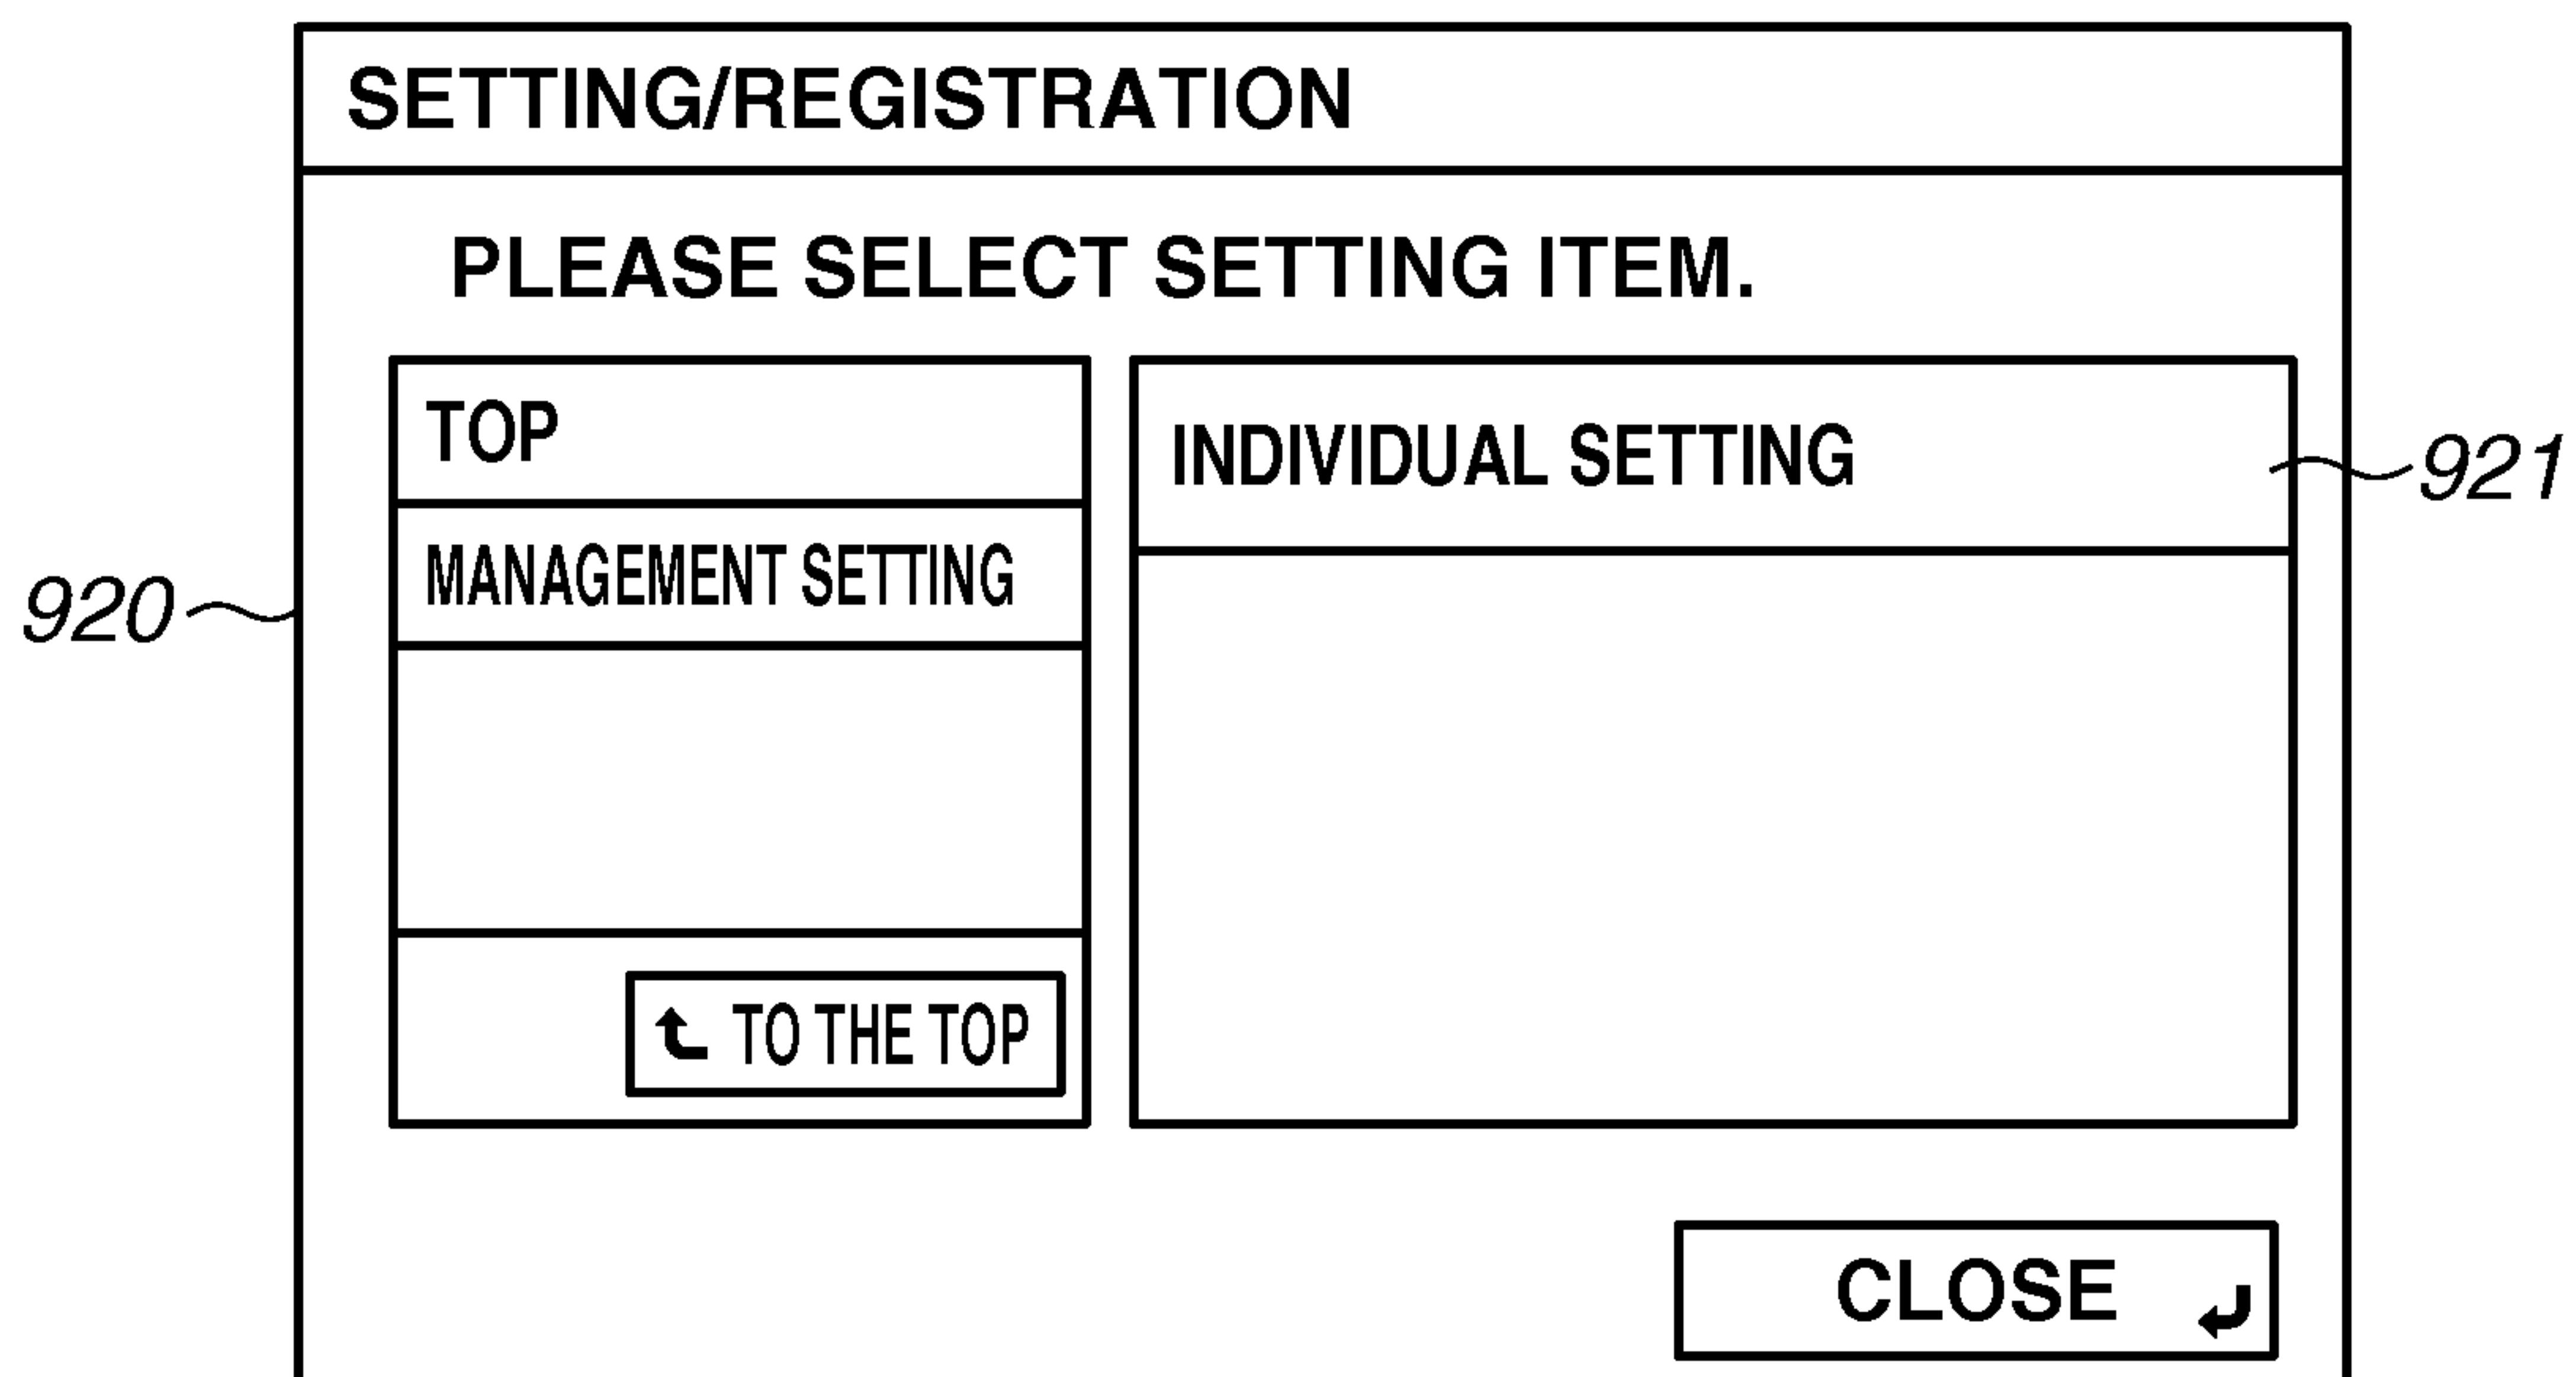 SETTING/REGISTRATION
PLEASE SELECT SETTING ITEM.
TOP
INDIVIDUAL SETTING
921
MANAGEMENT SETTING
920
TO THE TOP
CLOSE